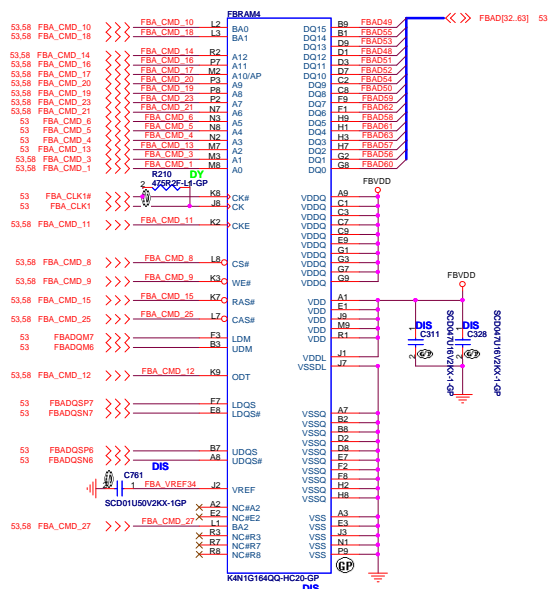 FBRAM4
53,58 FBA_CMD_10 FBA_CMD_10 L2 BA0 DQ15 B9 FBAD49 FBAD[32..63] 53
53,58 FBA_CMD_18 FBA_CMD_18 L3 BA1 DQ14 B1 FBAD55
DQ13 D9 FBAD53
53,58 FBA_CMD_14 FBA_CMD_14 R2 A12 DQ12 D1 FBAD48
53,58 FBA_CMD_16 FBA_CMD_16 P7 A11 DQ11 D3 FBAD51
53,58 FBA_CMD_17 FBA_CMD_17 M2 A10/AP DQ10 D7 FBAD52
53 FBA_CMD_20 FBA_CMD_20 P3 A9 DQ9 C2 FBAD54
53,58 FBA_CMD_19 FBA_CMD_19 P8 A8 DQ8 C8 FBAD50
53,58 FBA_CMD_23 FBA_CMD_23 P2 A7 DQ7 F9 FBAD59
53,58 FBA_CMD_21 FBA_CMD_21 N7 A6 DQ6 F1 FBAD62
53 FBA_CMD_6 FBA_CMD_6 N3 A5 DQ5 H9 FBAD58
53 FBA_CMD_5 FBA_CMD_5 N8 A4 DQ4 H1 FBAD61
53 FBA_CMD_4 FBA_CMD_4 N2 A3 DQ3 H3 FBAD63
53,58 FBA_CMD_13 FBA_CMD_13 M7 A2 DQ2 H7 FBAD57
53,58 FBA_CMD_3 FBA_CMD_3 M3 A1 DQ1 G2 FBAD56
53,58 FBA_CMD_1 FBA_CMD_1 M8 A0 DQ0 G8 FBAD60
R210 DY
2 475R2F-L1-GP
FBVDD
53 FBA_CLK1# K8 CK# VDDQ A9
53 FBA_CLK1 J8 CK VDDQ C1
VDDQ C3
53,58 FBA_CMD_11 FBA_CMD_11 K2 CKE VDDQ C7
VDDQ C9
VDDQ E9
VDDQ G1
53,58 FBA_CMD_8 FBA_CMD_8 L8 CS# VDDQ G3
VDDQ G7
53,58 FBA_CMD_9 FBA_CMD_9 K3 WE# VDDQ G9
FBVDD
53,58 FBA_CMD_15 FBA_CMD_15 K7 RAS# VDD A1
VDD E1
53,58 FBA_CMD_25 FBA_CMD_25 L7 CAS# VDD J9
VDD M9
53 FBADQM7 F3 LDM VDD R1
53 FBADQM6 B3 UDM
DIS C311 DIS C328
SCD047U16V2KX-1-GP
SCD047U16V2KX-1-GP
VDDL J1
VSSDL J7
53,58 FBA_CMD_12 FBA_CMD_12 K9 ODT
53 FBADQSP7 F7 LDQS
53 FBADQSN7 E8 LDQS#
VSSQ A7
VSSQ B2
VSSQ B8
VSSQ D2
53 FBADQSP6 B7 UDQS VSSQ D8
53 FBADQSN6 A8 UDQS# VSSQ E7
VSSQ F2
VSSQ F8
DIS
C761
2 1 FBA_VREF34 J2 VREF VSSQ H2
VSSQ H8
SCD01U50V2KX-1GP
A2 NC#A2
E2 NC#E2 VSS A3
53,58 FBA_CMD_27 FBA_CMD_27 L1 BA2 VSS E3
R3 NC#R3 VSS J3
R7 NC#R7 VSS N1
R8 NC#R8 VSS P9
GP
K4N1G164QQ-HC20-GP
DIS